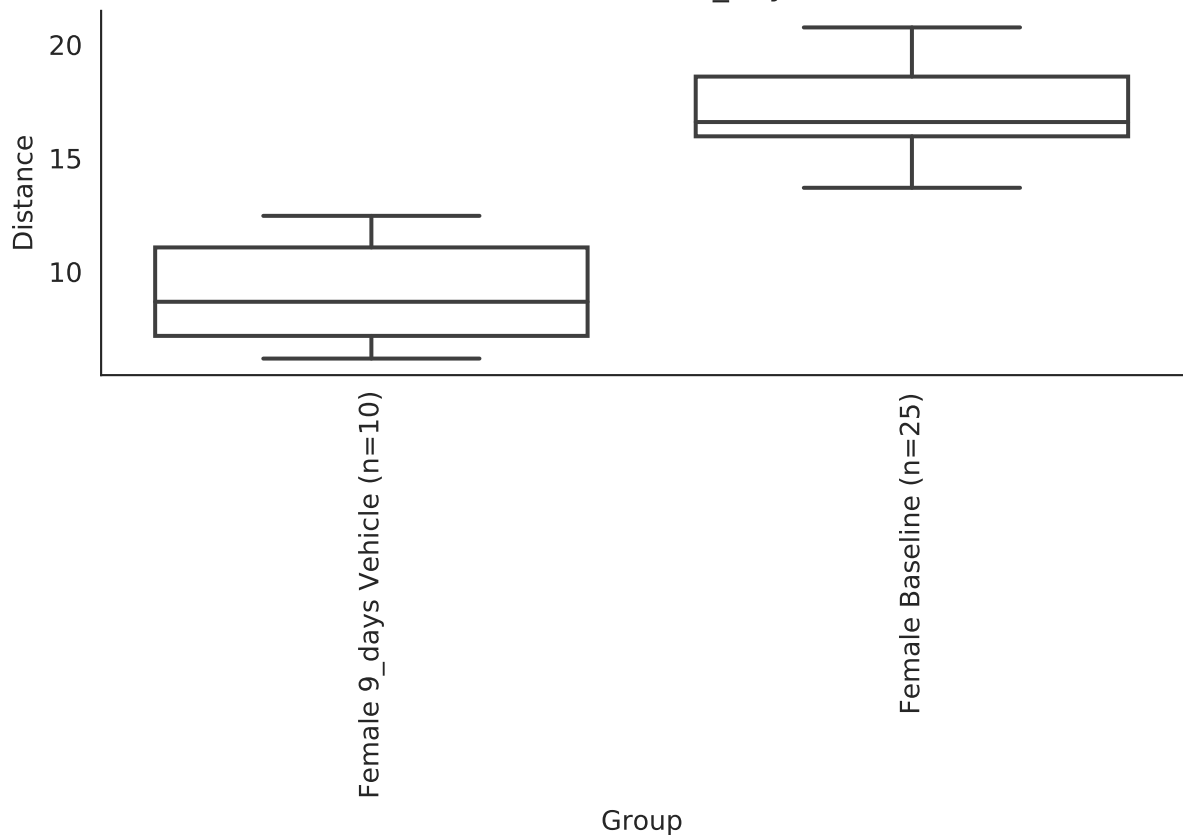 20
15
10
Distance
Female 9_days Vehicle (n=10)
Female Baseline (n=25)
Group